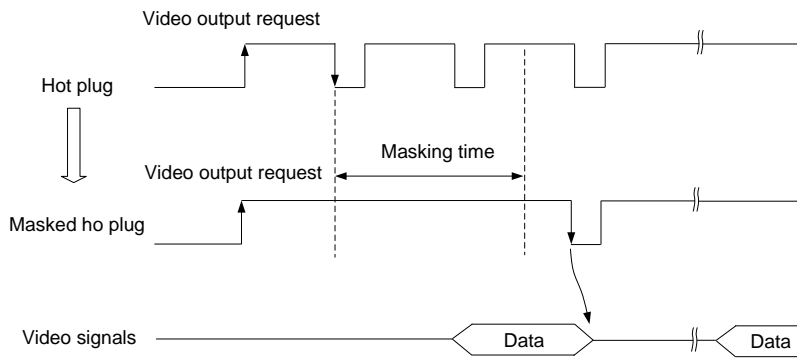 Video output request
Hot plug
Masking time
Video output request
Masked ho plug
Video signals
Data
Data